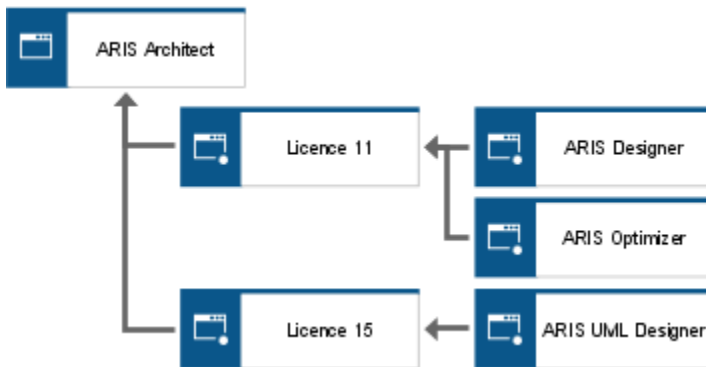 ARIS Architect
Licence 11
ARIS Designer
ARIS Optimizer
Licence 15
ARIS UML Designer